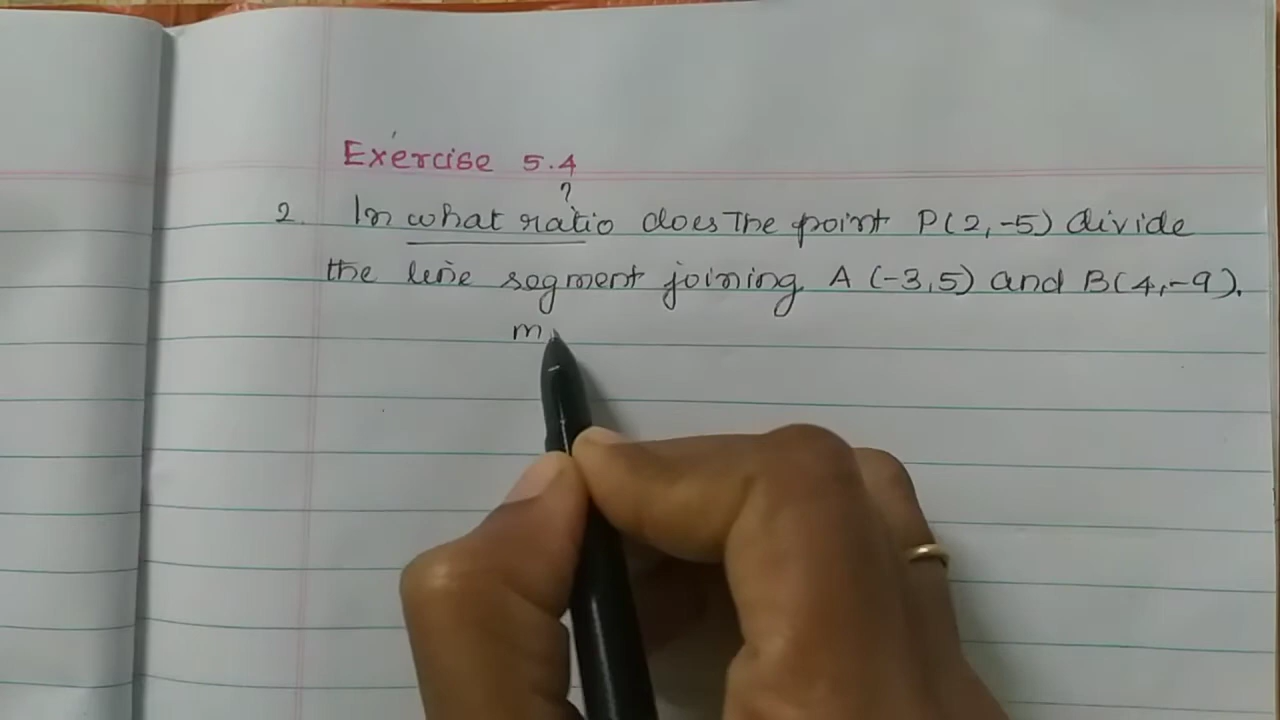 Exercise 5.4
?
2. In what ratio does The point P(2,-5) divide
the line segment joining A (-3,5) and B(4,-9).
m